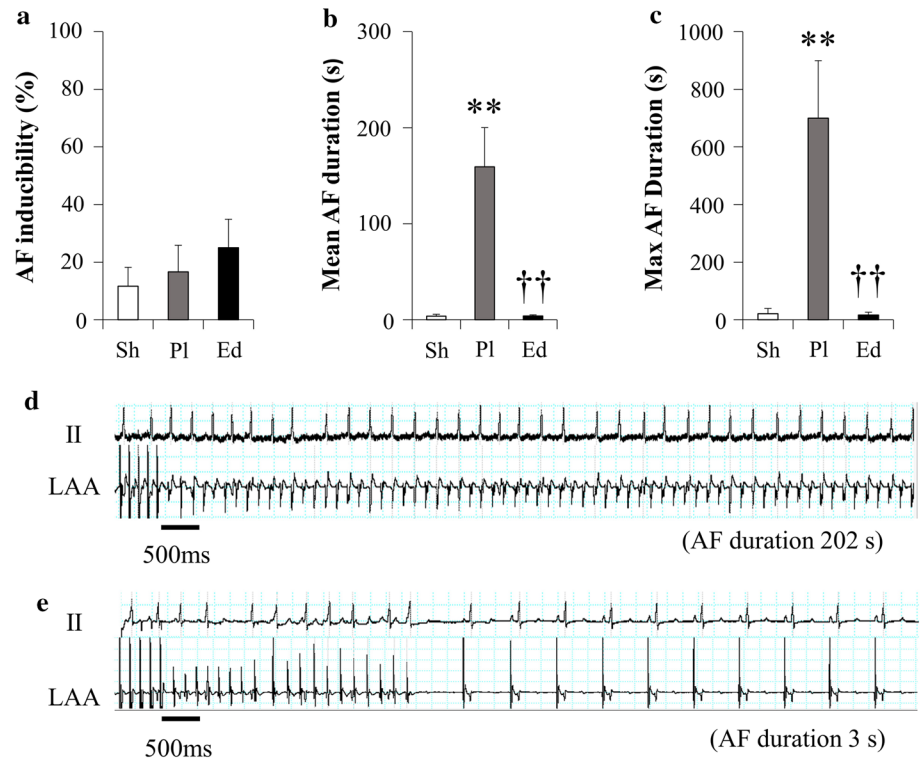 a
AF inducibility (%)
100
80
60
40
20
0
Sh Pl Ed
b
Mean AF duration (s)
300
200
100
0
Sh Pl Ed
**
††
c
Max AF Duration (s)
1000
800
600
400
200
0
Sh Pl Ed
**
††
d
II
LAA
500ms
(AF duration 202 s)
e
II
LAA
500ms
(AF duration 3 s)